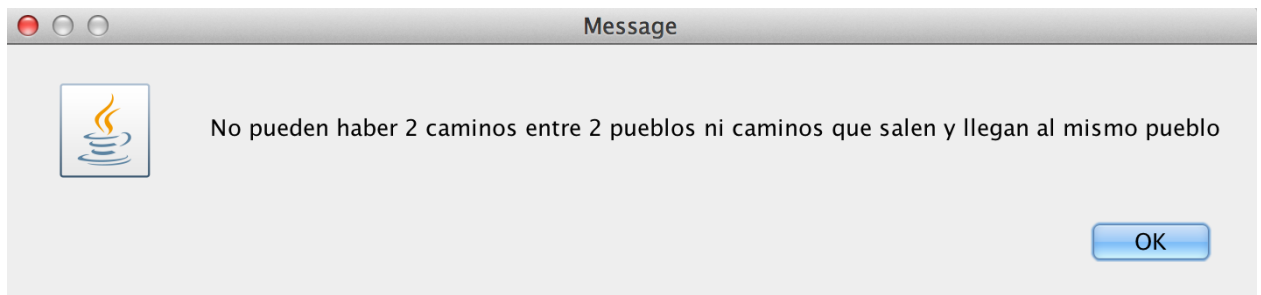 Message
No pueden haber 2 caminos entre 2 pueblos ni caminos que salen y llegan al mismo pueblo
OK